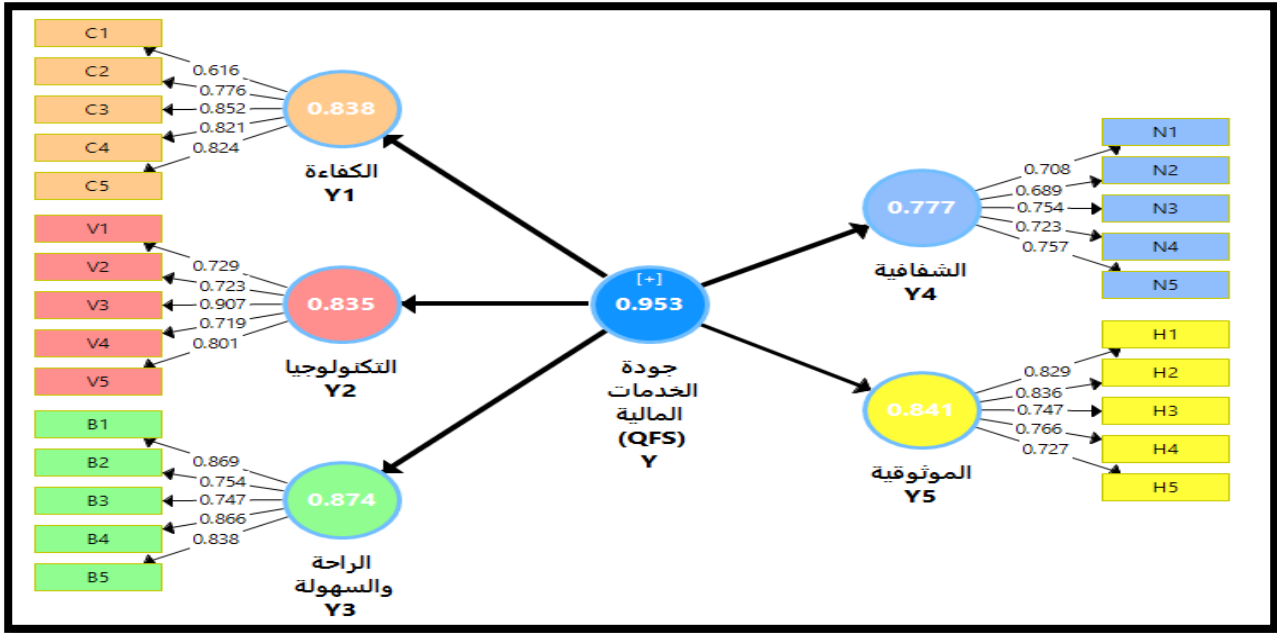 C1
C2
C3
C4
C5
0.616
0.776
0.852
0.821
0.824
0.838
الكفاءة
Y1
V1
V2
V3
V4
V5
0.729
0.723
0.907
0.719
0.801
0.835
التكنولوجيا
Y2
B1
B2
B3
B4
B5
0.869
0.754
0.747
0.866
0.838
0.874
الراحة
والسهولة
Y3
[+]
0.953
جودة
الخدمات
المالية
(QFS)
Y
0.777
الشفافية
Y4
0.708
0.689
0.754
0.723
0.757
N1
N2
N3
N4
N5
0.841
الموثوقية
Y5
0.829
0.836
0.747
0.766
0.727
H1
H2
H3
H4
H5